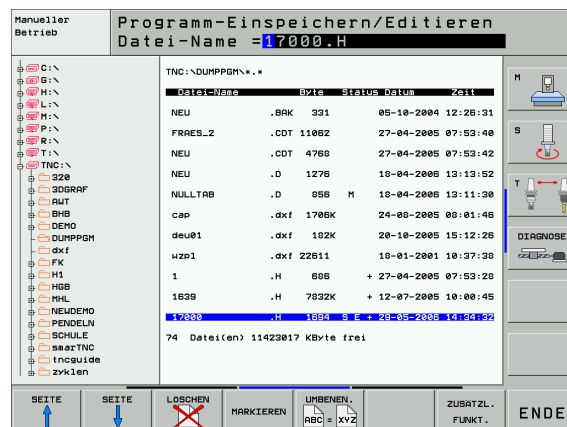 Manueller
Betrieb
Programm-Einspeichern/Editieren
Datei-Name =17000.H
C:\
G:\
H:\
L:\
M:\
P:\
R:\
T:\
TNC:\
320
3DGRAF
AWT
BHB
DEMO
DUMPPGM
dxf
FK
H1
HGB
MHL
NEWDEMO
PENDELN
SCHULE
smarTNC
tncguide
zyklen
TNC:\DUMPPGM\*.*
Datei-Name Byte Status Datum Zeit
NEU .BAK 331 05-10-2004 12:26:31
FRAES_2 .CDT 11062 27-04-2005 07:53:40
NEU .CDT 4768 27-04-2005 07:53:42
NEU .D 1276 18-04-2006 13:13:52
NULLTAB .D 856 M 18-04-2006 13:11:30
cap .dxf 1706K 24-08-2005 08:01:46
deu01 .dxf 182K 20-10-2005 15:12:26
wzpl .dxf 22611 18-01-2001 10:37:38
1 .H 686 + 27-04-2005 07:53:28
1639 .H 7832K + 12-07-2005 10:00:45
17000 .H 1694 S E + 29-05-2006 14:34:32
74 Datei(en) 11423017 KByte frei
M
S
T
DIAGNOSE
SEITE
SEITE
LÖSCHEN
MARKIEREN
UMBENEN.
ABC = XYZ
ZUSÄTZL.
FUNKT.
ENDE